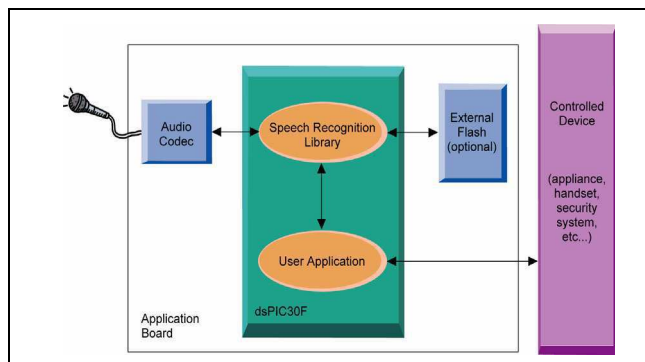 Audio
Codec
Speech Recognition
Library
External
Flash
(optional)
Controlled
Device
(appliance,
handset,
security
system,
etc...)
User Application
dsPIC30F
Application
Board